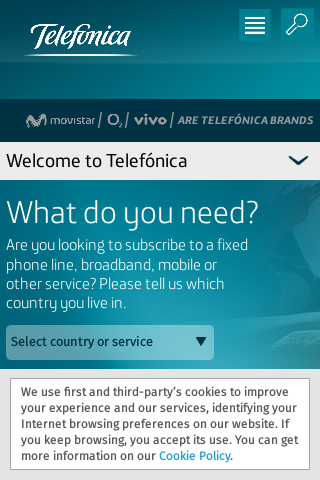 Telefónica
movistar / O2 / vivo / ARE TELEFÓNICA BRANDS
Welcome to Telefónica
What do you need?
Are you looking to subscribe to a fixed
phone line, broadband, mobile or
other service? Please tell us which
country you live in.
Select country or service
We use first and third-party’s cookies to improve
your experience and our services, identifying your
Internet browsing preferences on our website. If
you keep browsing, you accept its use. You can get
more information on our Cookie Policy.